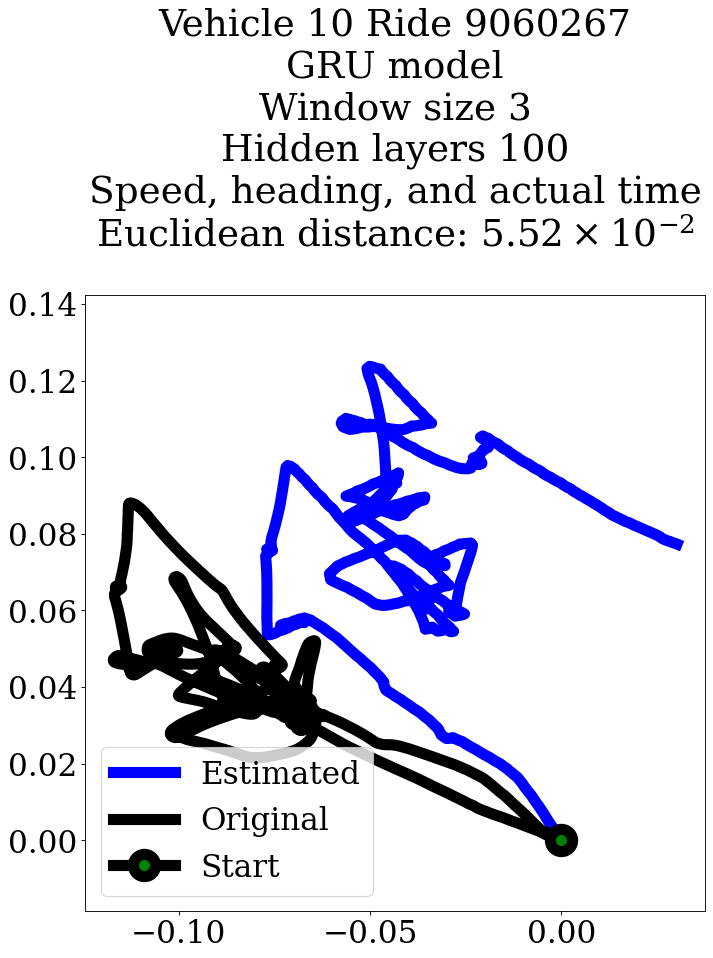 Vehicle 10 Ride 9060267
GRU model
Window size 3
Hidden layers 100
Speed, heading, and actual time
Euclidean distance: 5.52 × 10⁻²
0.14
0.12
0.10
0.08
0.06
0.04
0.02
0.00
Estimated
Original
Start
−0.10 −0.05 0.00